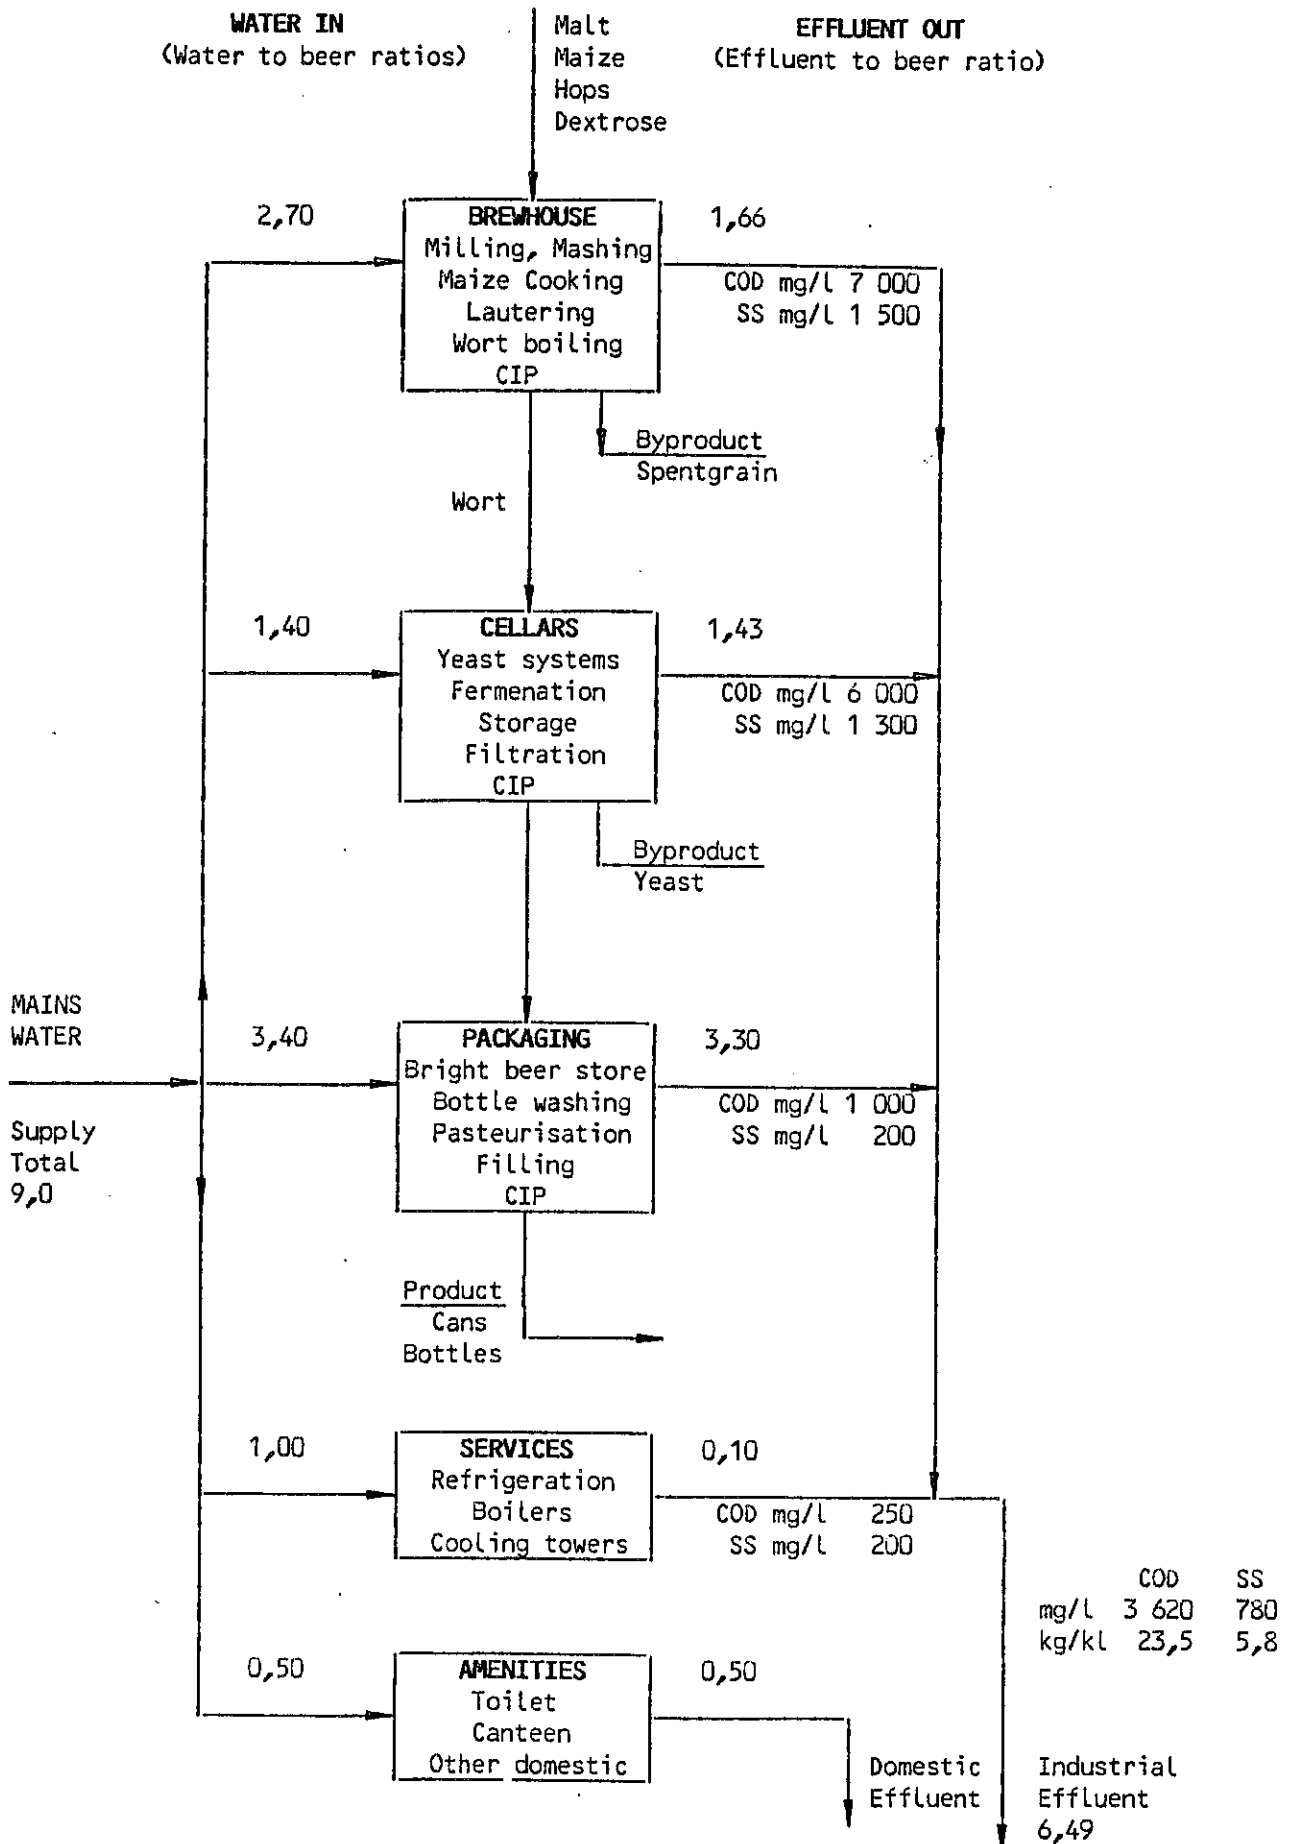 WATER IN
(Water to beer ratios)
Malt
Maize
Hops
Dextrose
EFFLUENT OUT
(Effluent to beer ratio)
2,70
BREWHOUSE
Milling, Mashing
Maize Cooking
Lautering
Wort boiling
CIP
1,66
COD mg/l 7 000
SS mg/l 1 500
Byproduct
Spentgrain
Wort
1,40
CELLARS
Yeast systems
Fermenation
Storage
Filtration
CIP
1,43
COD mg/l 6 000
SS mg/l 1 300
Byproduct
Yeast
MAINS
WATER
Supply
Total
9,0
3,40
PACKAGING
Bright beer store
Bottle washing
Pasteurisation
Filling
CIP
3,30
COD mg/l 1 000
SS mg/l 200
Product
Cans
Bottles
1,00
SERVICES
Refrigeration
Boilers
Cooling towers
0,10
COD mg/l 250
SS mg/l 200
COD SS
mg/l 3 620 780
kg/kl 23,5 5,8
0,50
AMENITIES
Toilet
Canteen
Other domestic
0,50
Domestic
Effluent
Industrial
Effluent
6,49